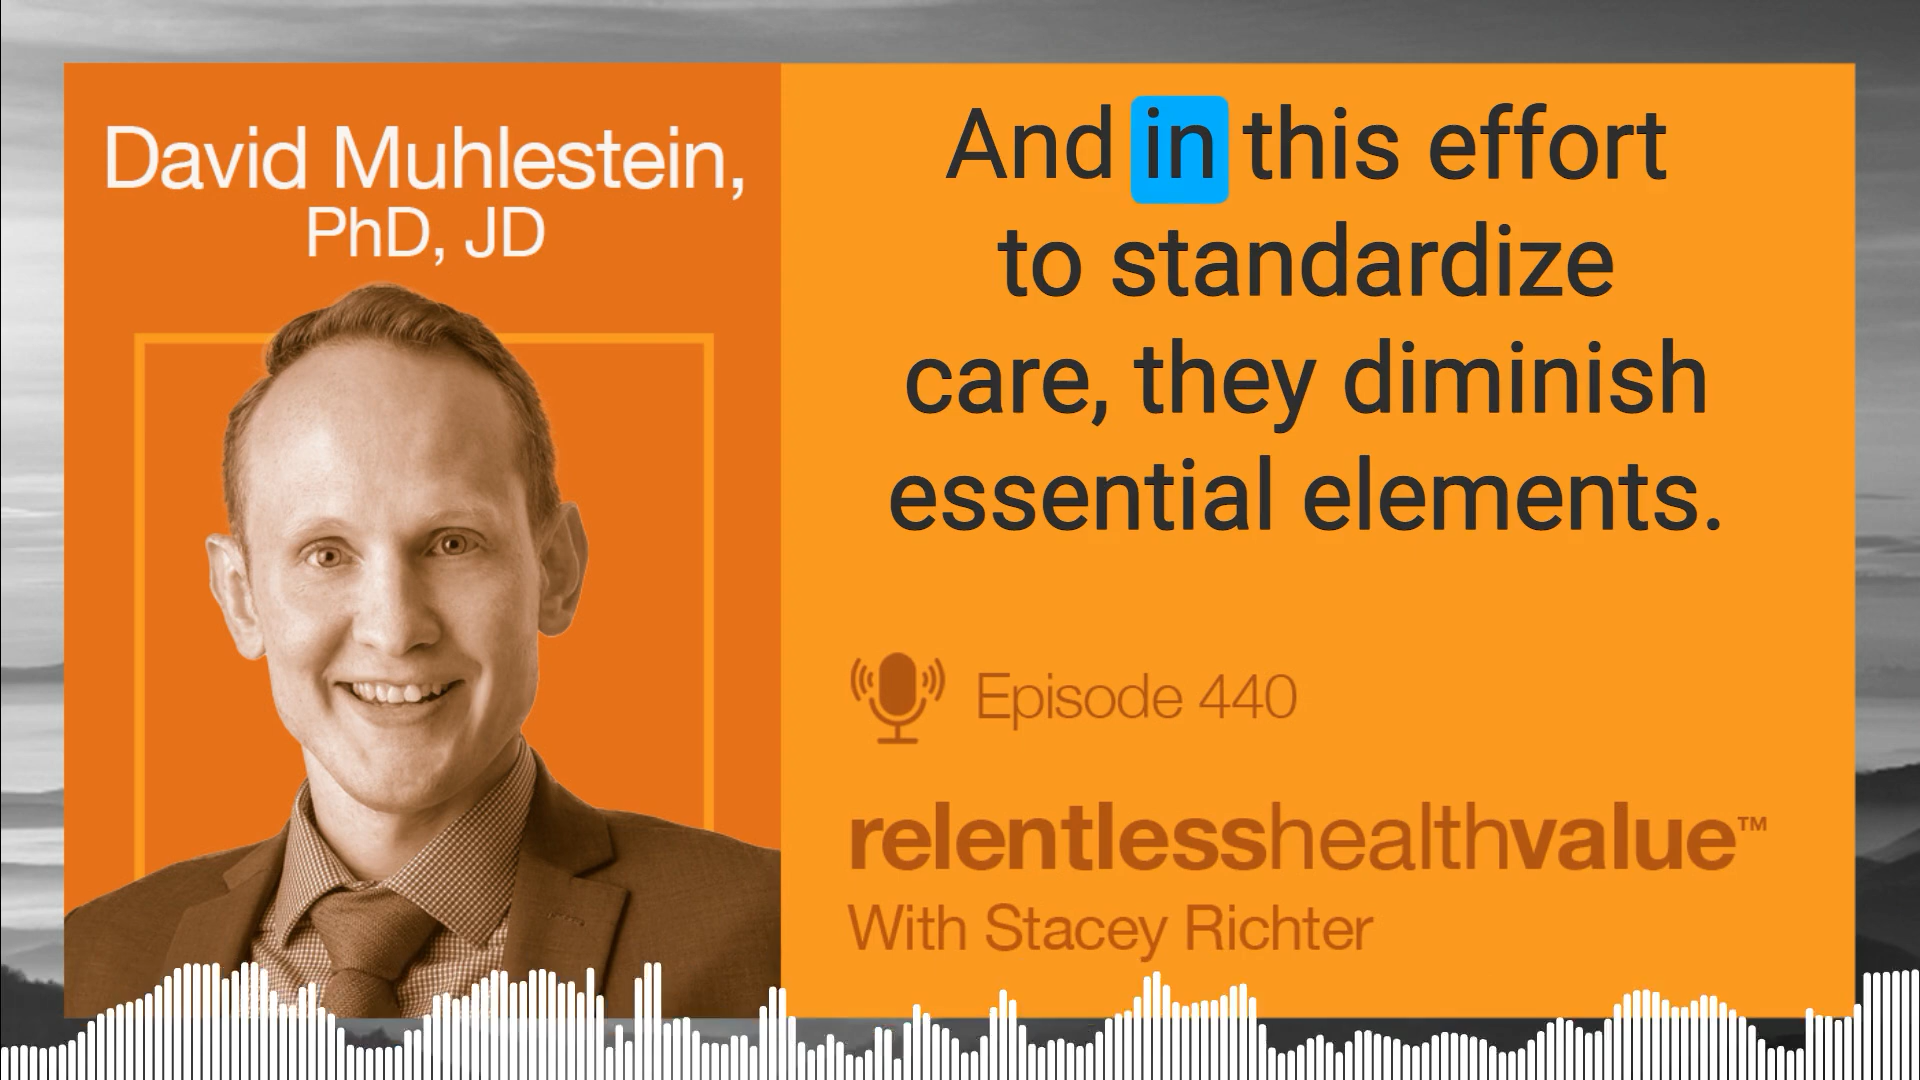 David Muhlestein,
PhD, JD
And in this effort
to standardize
care, they diminish
essential elements.
Episode 440
relentlesshealthvalue™
With Stacey Richter